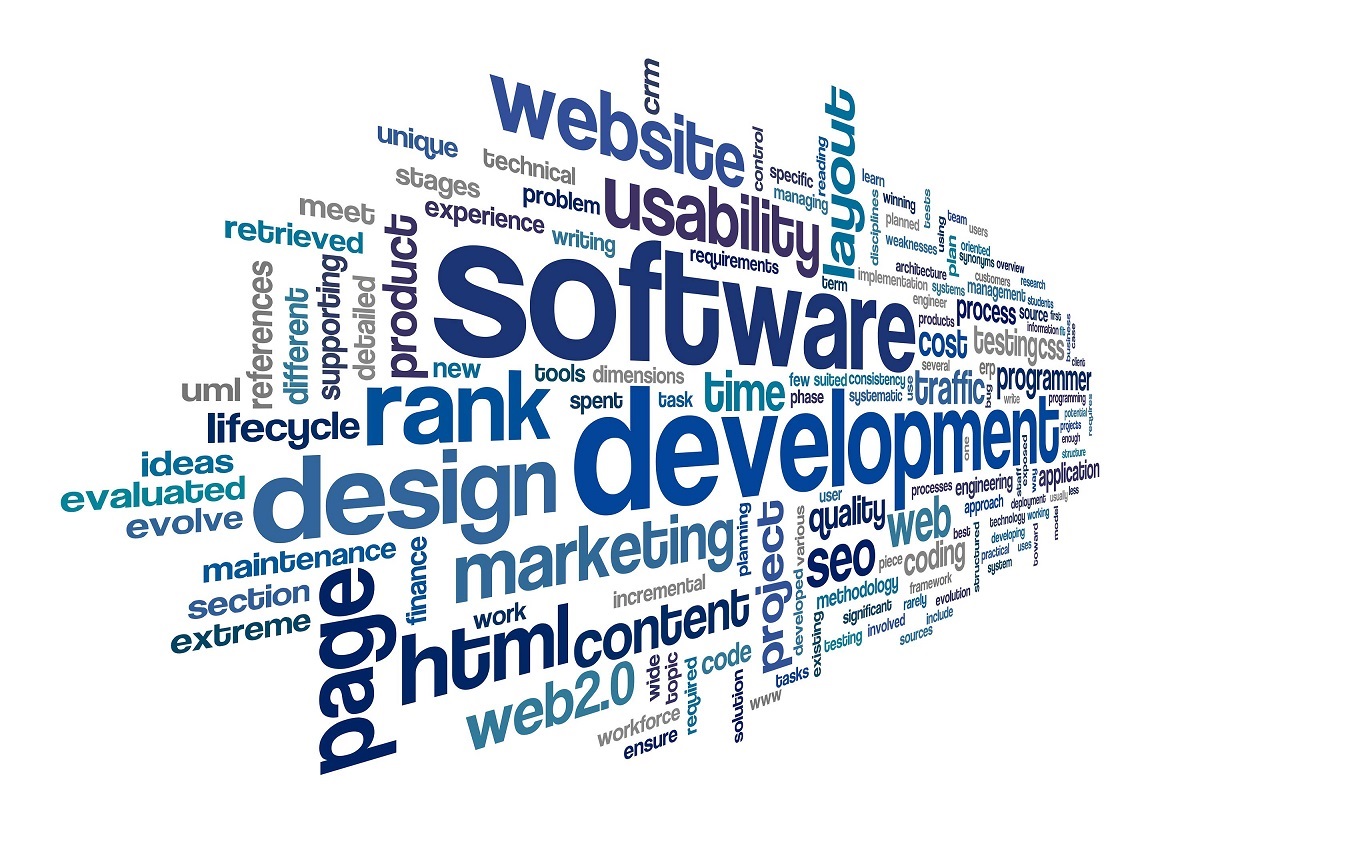 crm
website
unique
technical
control
reading
layout
stages
problem
usability
specific
managing
learn
winning
disciplines
planned
tests
team
users
meet
experience
writing
requirements
weaknesses
using
plan
oriented
synonyms
overview
retrieved
product
software
term
architecture
implementation
systems
customers
research
management
students
references
different
supporting
detailed
engineer
process
source
first
products
information
fit
business
case
cost
testing
css
client
new
tools
dimensions
time
few
suited
consistency
several
use
traffic
erp
bug
programmer
uml
rank
spent
task
phase
systematic
write
programming
lifecycle
development
one
potential
requires
projects
enough
structure
ideas
evaluated
evolve
design
user
processes
engineering
staff
exposed
way
application
approach
deployment
usually
less
marketing
planning
project
various
quality
web
best
technology
working
developing
model
maintenance
finance
seo
piece
coding
structured
practical
uses
toward
system
section
extreme
page
incremental
work
html
content
developed
methodology
framework
significant
rarely
evolution
existing
testing
involved
include
sources
web2.0
wide
topic
required
code
solution
tasks
www
workforce
ensure